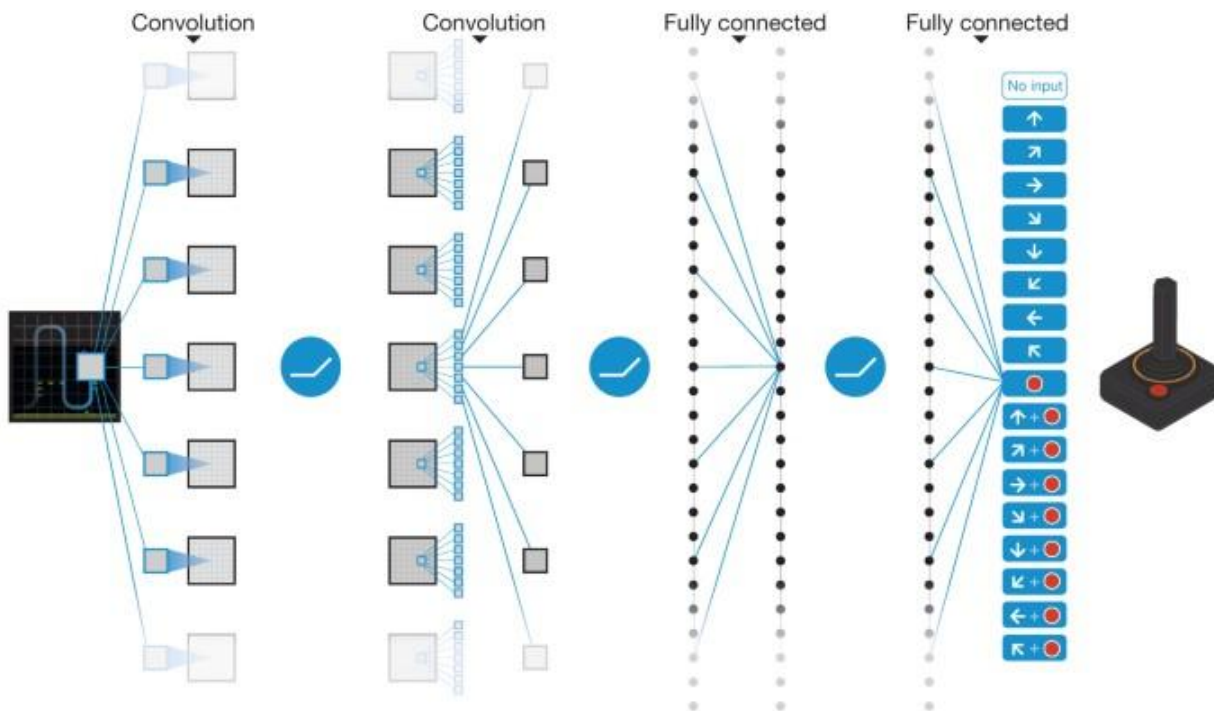 Convolution
Convolution
Fully connected
Fully connected
No input
+
+
+
+
+
+
+
+